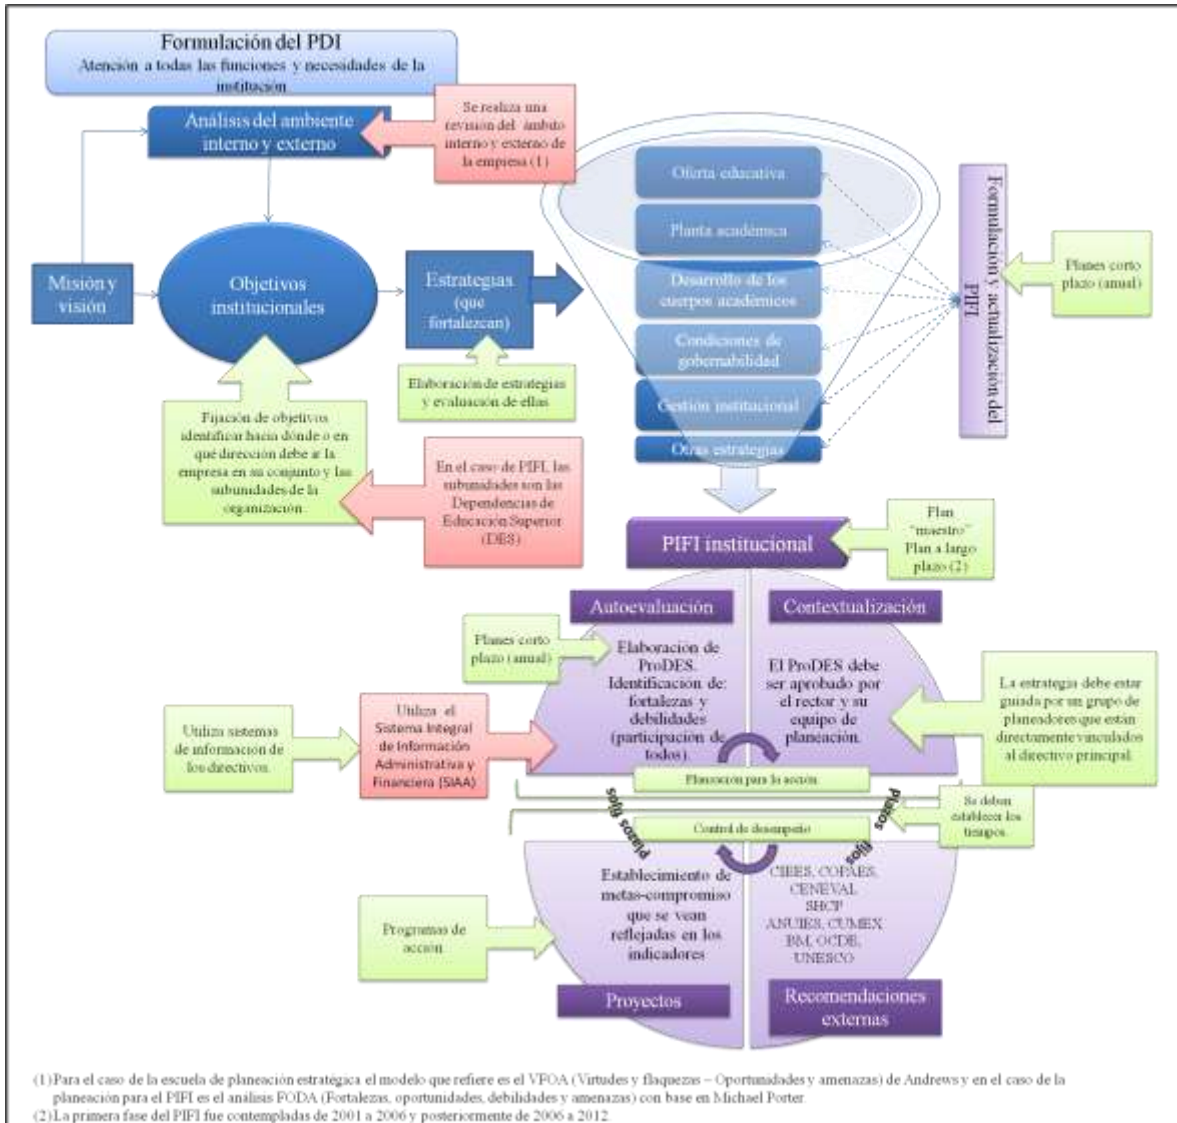 Formulación del PDI
Atención a todas las funciones y necesidades de la
institución
Análisis del ambiente
interno y externo
Se realiza una
revisión del ámbito
interno y externo de
la empresa (1)
Misión y
visión
Objetivos
institucionales
Estrategias
(que
fortalezcan)
Oferta educativa
Planta académica
Desarrollo de los
cuerpos académicos
Condiciones de
gobernabilidad
Gestión institucional
Otras estrategias
Formulación y actualización del
PIFI
Planes corto
plazo (anual)
Elaboración de estrategias
y evaluación de ellas
Fijación de objetivos
identificar hacia dónde o en
qué dirección debe ir la
empresa en su conjunto y las
subunidades de la
organización.
En el caso de PIFI, las
subunidades son las
Dependencias de
Educación Superior
(DES)
PIFI institucional
Plan
“maestro”
Plan a largo
plazo (2)
Autoevaluación
Contextualización
Planes corto
plazo (anual)
Elaboración de
ProDES.
Identificación de:
fortalezas y
debilidades
(participación de
todos).
El ProDES debe
ser aprobado por
el rector y su
equipo de
planeación.
La estrategia debe estar
guiada por un grupo de
planeadores que están
directamente vinculados
al directivo principal.
Utiliza sistemas
de información de
los directivos.
Utiliza el
Sistema Integral
de Información
Administrativa y
Financiera (SIAA)
Planeación para la acción
Plazos fijos
Plazos fijos
Se deben
establecer los
tiempos.
Control de desempeño
Programas de
acción
Establecimiento de
metas-compromiso
que se vean
reflejadas en los
indicadores
CIEES, COPAES,
CENEVAL
SHCP
ANUIES, CUMEX
BM, OCDE,
UNESCO
Proyectos
Recomendaciones
externas
(1) Para el caso de la escuela de planeación estratégica el modelo que refiere es el VFOA (Virtudes y flaquezas – Oportunidades y amenazas) de Andrews y en el caso de la
planeación para el PIFI es el análisis FODA (Fortalezas, oportunidades, debilidades y amenazas) con base en Michael Porter.
(2) La primera fase del PIFI fue contempladas de 2001 a 2006 y posteriormente de 2006 a 2012.